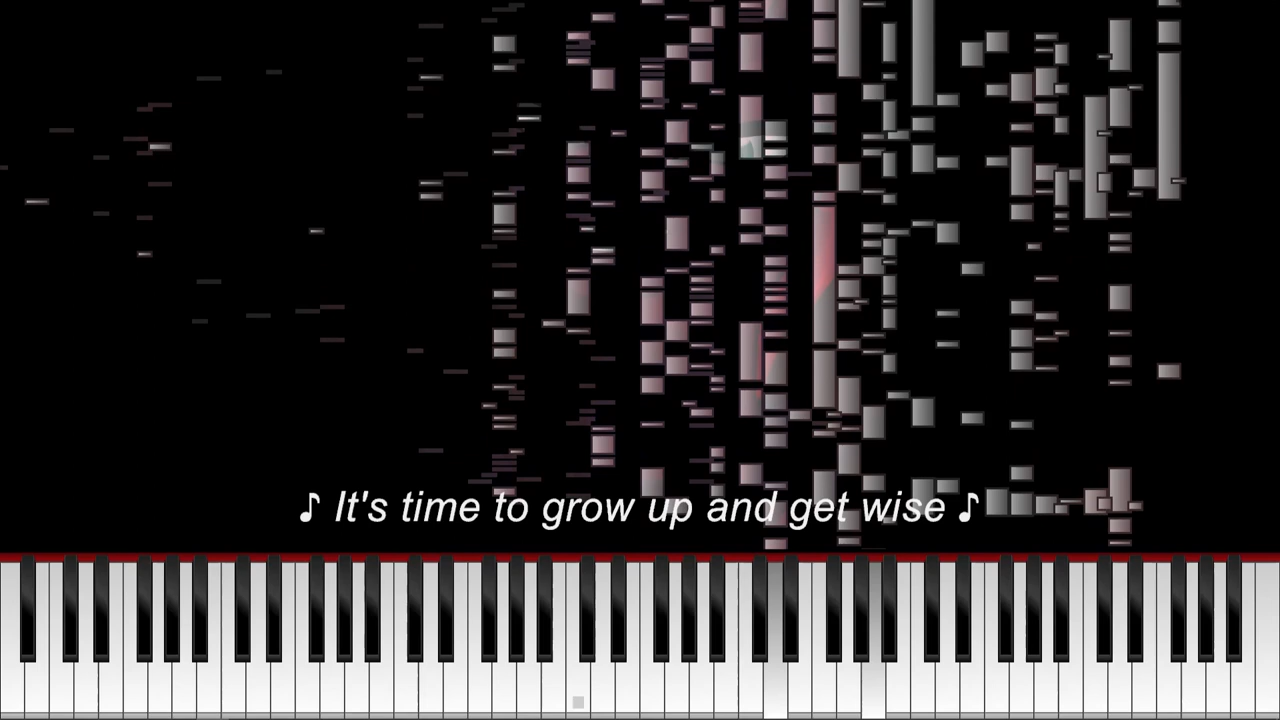 ♪ It's time to grow up and get wise ♪